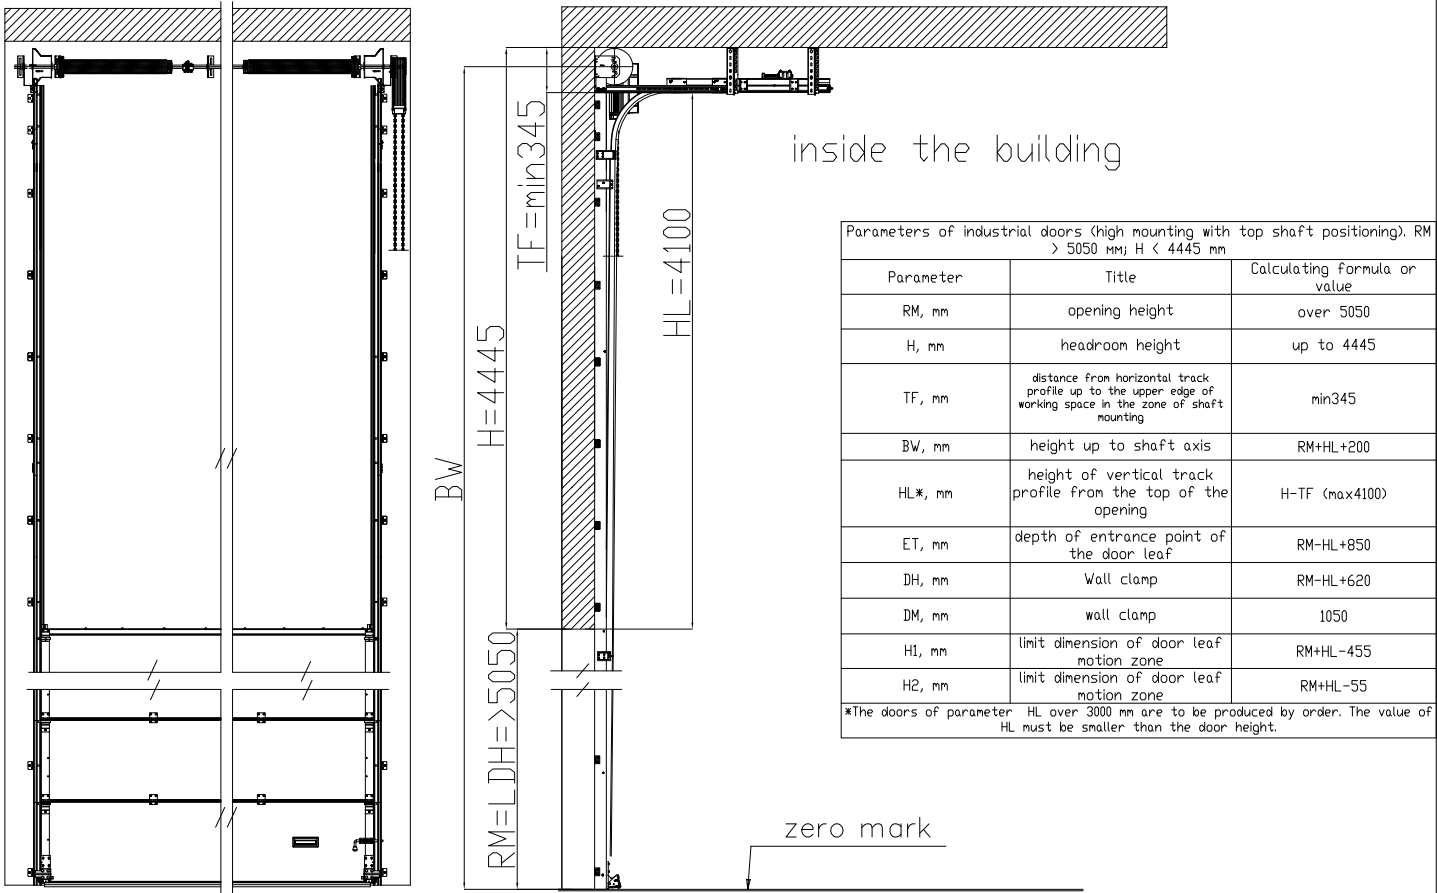 TF=min345
inside the building
HL=4100
H=4445
BW
RM=LDH=>5050
zero mark
Parameters of industrial doors (high mounting with top shaft positioning). RM
> 5050 мм; H < 4445 mm
Parameter
Title
Calculating formula or
value
RM, mm
opening height
over 5050
H, mm
headroom height
up to 4445
TF, mm
distance from horizontal track
profile up to the upper edge of
working space in the zone of shaft
mounting
min345
BW, mm
height up to shaft axis
RM+HL+200
HL*, mm
height of vertical track
profile from the top of the
opening
H-TF (max4100)
ET, mm
depth of entrance point of
the door leaf
RM-HL+850
DH, mm
Wall clamp
RM-HL+620
DM, mm
wall clamp
1050
H1, mm
limit dimension of door leaf
motion zone
RM+HL-455
H2, mm
limit dimension of door leaf
motion zone
RM+HL-55
*The doors of parameter HL over 3000 mm are to be produced by order. The value of
HL must be smaller than the door height.